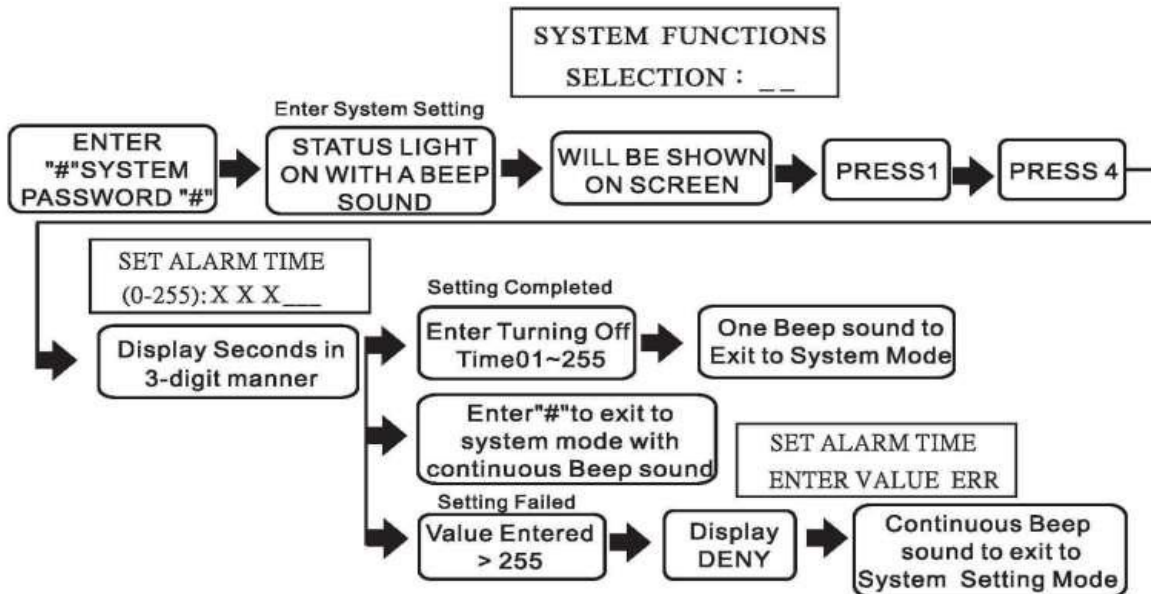 SYSTEM FUNCTIONS
SELECTION : _ _
Enter System Setting
ENTER
"#"SYSTEM
PASSWORD "#"
STATUS LIGHT
ON WITH A BEEP
SOUND
WILL BE SHOWN
ON SCREEN
PRESS1
PRESS 4
SET ALARM TIME
(0-255):X X X___
Display Seconds in
3-digit manner
Setting Completed
Enter Turning Off
Time01~255
One Beep sound to
Exit to System Mode
Enter"#"to exit to
system mode with
continuous Beep sound
SET ALARM TIME
ENTER VALUE ERR
Setting Failed
Value Entered
> 255
Display
DENY
Continuous Beep
sound to exit to
System Setting Mode